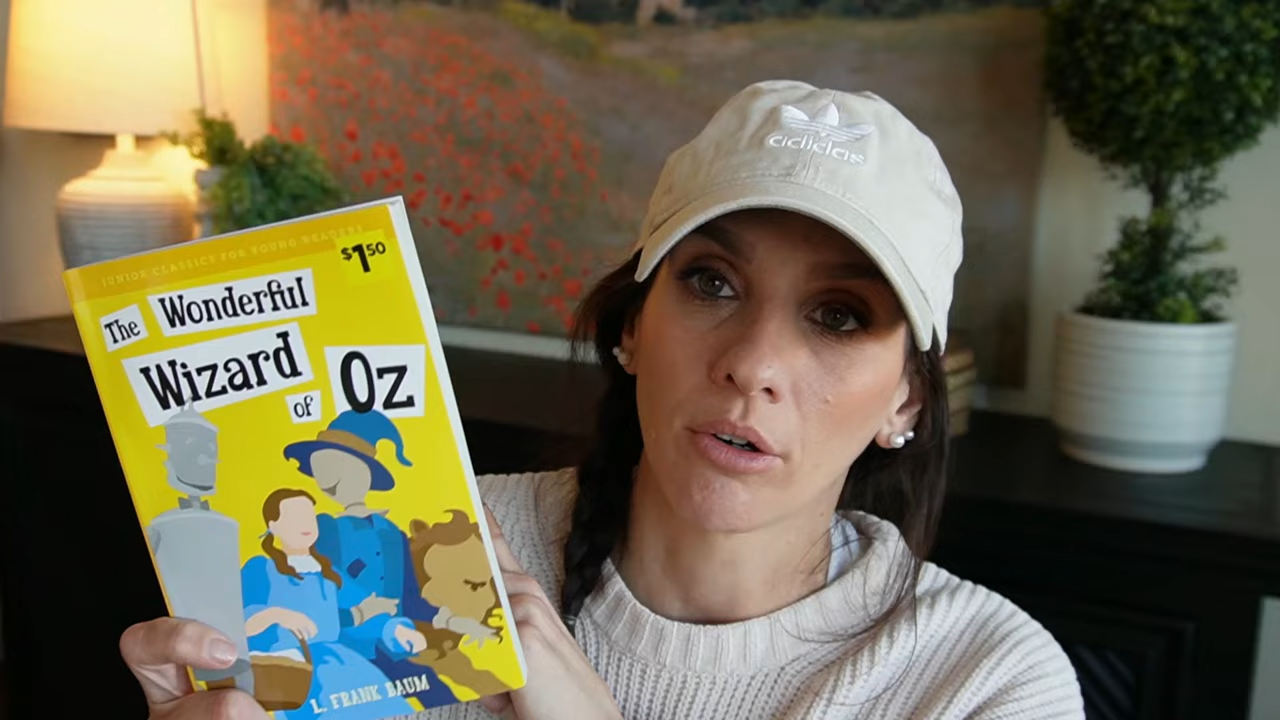 JUNIOR CLASSICS FOR YOUNG READERS
$1.50
The Wonderful
Wizard of Oz
L. FRANK BAUM
adidas